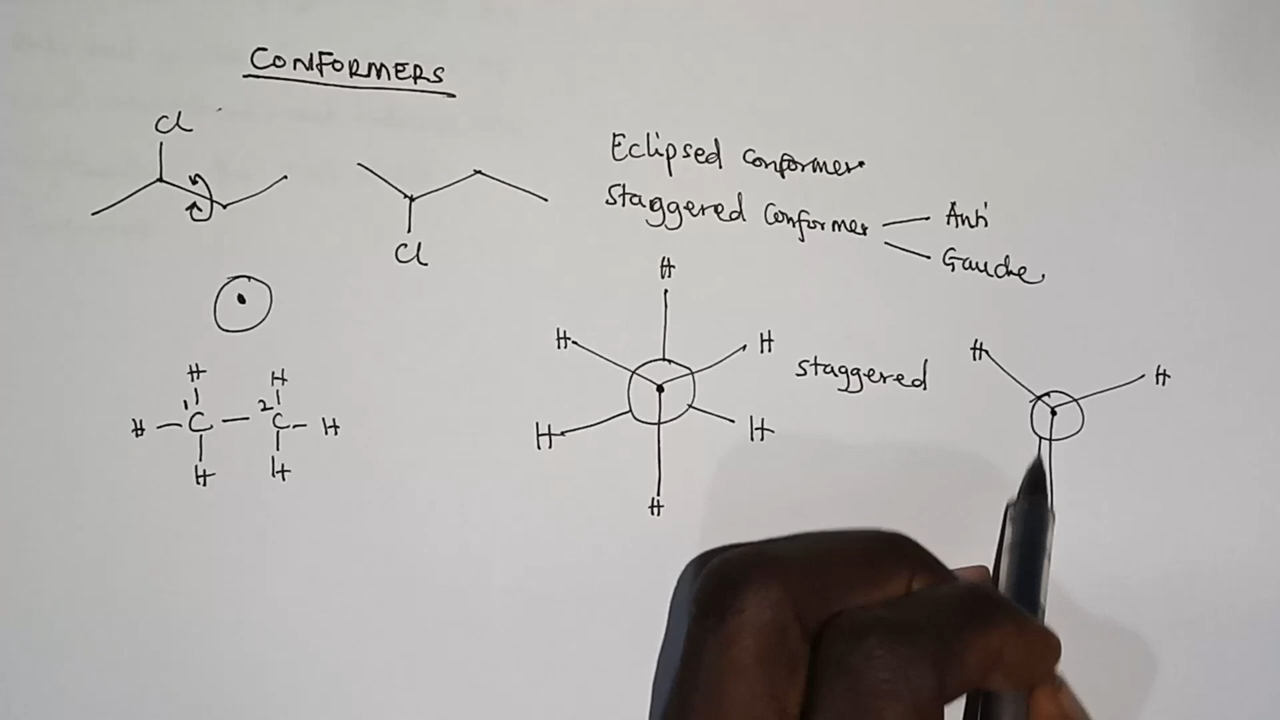 CONFORMERS
Cl
Cl
Eclipsed conformer
Staggered Conformer
Anti
Gauche
H H
1 2
H - C - C - H
H H
H
H H
H H
H
staggered
H H